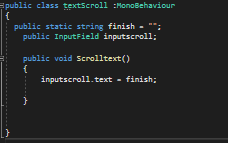 public class textScroll :MonoBehaviour
{
public static string finish = "";
public InputField inputscroll;
public void Scrolltext()
{
inputscroll.text = finish;
}
}